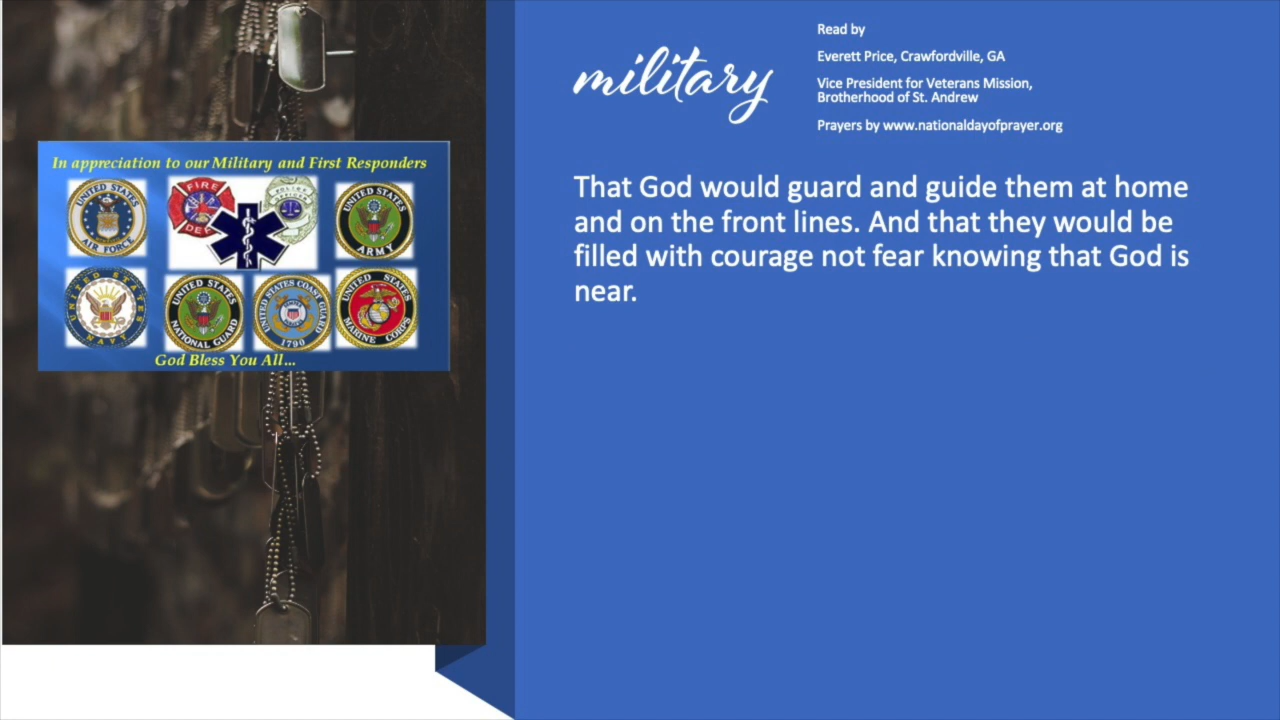 In appreciation to our Military and First Responders
UNITED STATES
AIR FORCE
FIRE
DEPT
POLICE
UNITED STATES
ARMY
UNITED STATES
NAVY
UNITED STATES
NATIONAL GUARD
UNITED STATES COAST GUARD
1790
UNITED STATES
MARINE CORPS
God Bless You All...
military
Read by
Everett Price, Crawfordville, GA
Vice President for Veterans Mission,
Brotherhood of St. Andrew
Prayers by www.nationaldayofprayer.org
That God would guard and guide them at home
and on the front lines. And that they would be
filled with courage not fear knowing that God is
near.